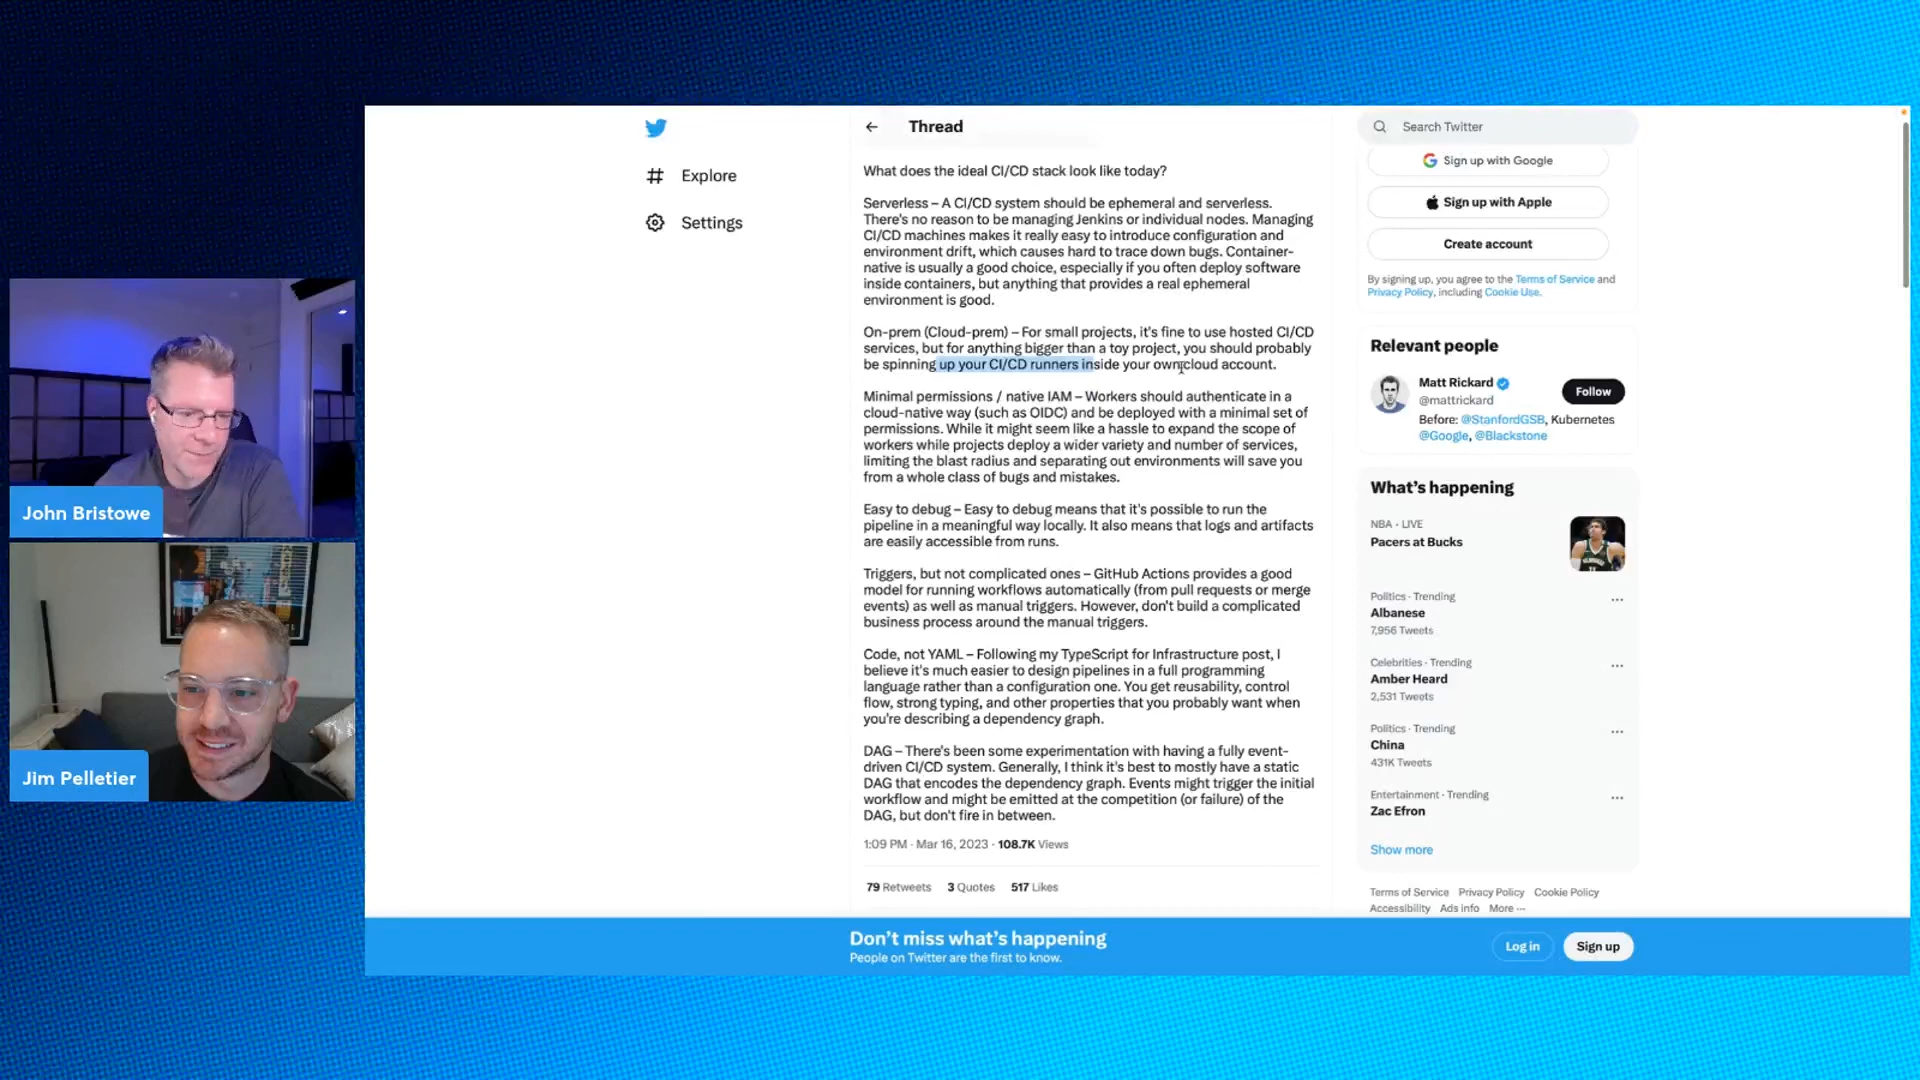 John Bristowe
Jim Pelletier
Explore
Settings
Thread
What does the ideal CI/CD stack look like today?
Serverless – A CI/CD system should be ephemeral and serverless.
There's no reason to be managing Jenkins or individual nodes. Managing
CI/CD machines makes it really easy to introduce configuration and
environment drift, which causes hard to trace down bugs. Container-
native is usually a good choice, especially if you often deploy software
inside containers, but anything that provides a real ephemeral
environment is good.
On-prem (Cloud-prem) – For small projects, it's fine to use hosted CI/CD
services, but for anything bigger than a toy project, you should probably
be spinning up your CI/CD runners inside your own cloud account.
Minimal permissions / native IAM – Workers should authenticate in a
cloud-native way (such as OIDC) and be deployed with a minimal set of
permissions. While it might seem like a hassle to expand the scope of
workers while projects deploy a wider variety and number of services,
limiting the blast radius and separating out environments will save you
from a whole class of bugs and mistakes.
Easy to debug – Easy to debug means that it's possible to run the
pipeline in a meaningful way locally. It also means that logs and artifacts
are easily accessible from runs.
Triggers, but not complicated ones – GitHub Actions provides a good
model for running workflows automatically (from pull requests or merge
events) as well as manual triggers. However, don't build a complicated
business process around the manual triggers.
Code, not YAML – Following my TypeScript for Infrastructure post, I
believe it's much easier to design pipelines in a full programming
language rather than a configuration one. You get reusability, control
flow, strong typing, and other properties that you probably want when
you're describing a dependency graph.
DAG – There's been some experimentation with having a fully event-
driven CI/CD system. Generally, I think it's best to mostly have a static
DAG that encodes the dependency graph. Events might trigger the initial
workflow and might be emitted at the competition (or failure) of the
DAG, but don't fire in between.
1:09 PM · Mar 16, 2023 · 108.7K Views
79 Retweets 3 Quotes 517 Likes
Search Twitter
Sign up with Google
Sign up with Apple
Create account
By signing up, you agree to the Terms of Service and
Privacy Policy, including Cookie Use.
Relevant people
Matt Rickard
@mattrickard
Follow
Before: @StanfordGSB, Kubernetes
@Google, @Blackstone
What's happening
NBA · LIVE
Pacers at Bucks
Politics · Trending
Albanese
7,956 Tweets
Celebrities · Trending
Amber Heard
2,531 Tweets
Politics · Trending
China
431K Tweets
Entertainment · Trending
Zac Efron
Show more
Terms of Service Privacy Policy Cookie Policy
Accessibility Ads info More ···
Don't miss what's happening
People on Twitter are the first to know.
Log in
Sign up